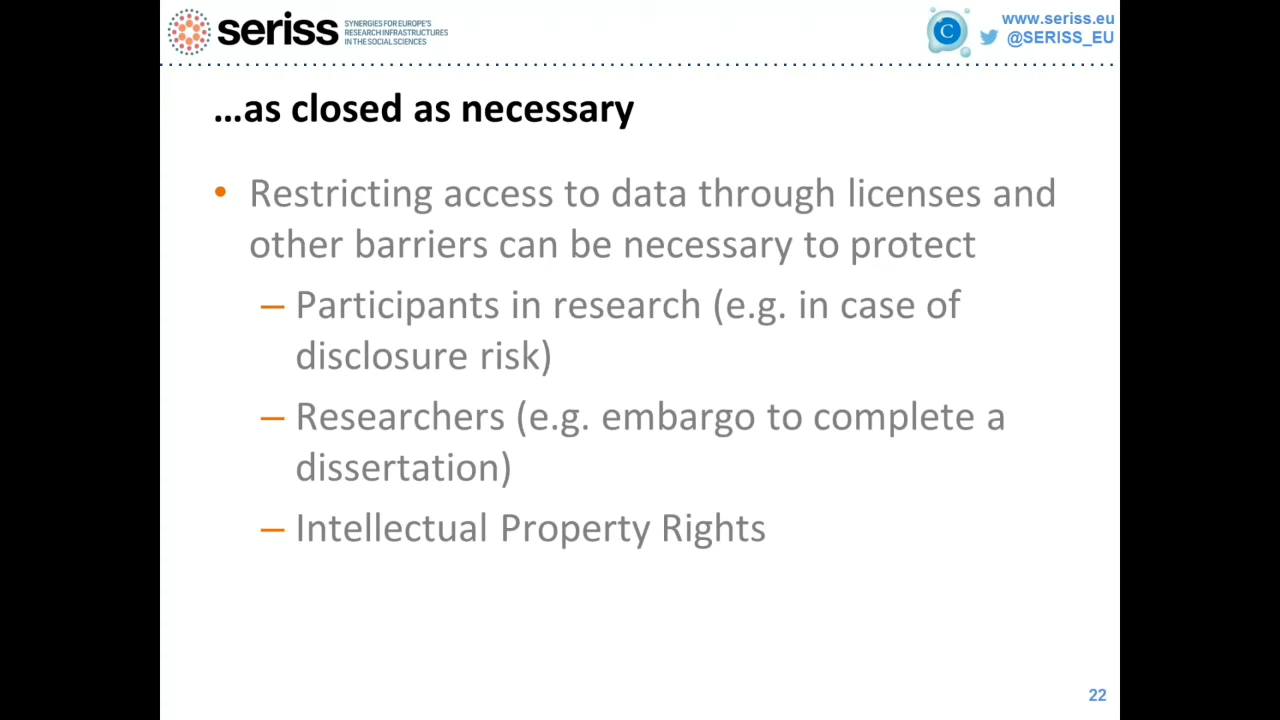 seriss
SYNERGIES FOR EUROPE'S
RESEARCH INFRASTRUCTURES
IN THE SOCIAL SCIENCES
C
www.seriss.eu
@SERISS_EU
...as closed as necessary
• Restricting access to data through licenses and
other barriers can be necessary to protect
– Participants in research (e.g. in case of
disclosure risk)
– Researchers (e.g. embargo to complete a
dissertation)
– Intellectual Property Rights
22